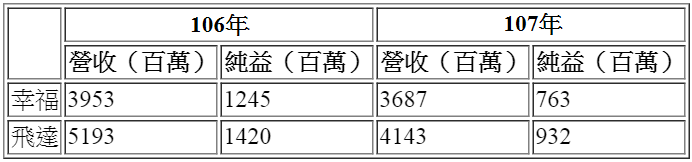 106年 107年
營收（百萬） 純益（百萬） 營收（百萬） 純益（百萬）
幸福 3953 1245 3687 763
飛達 5193 1420 4143 932